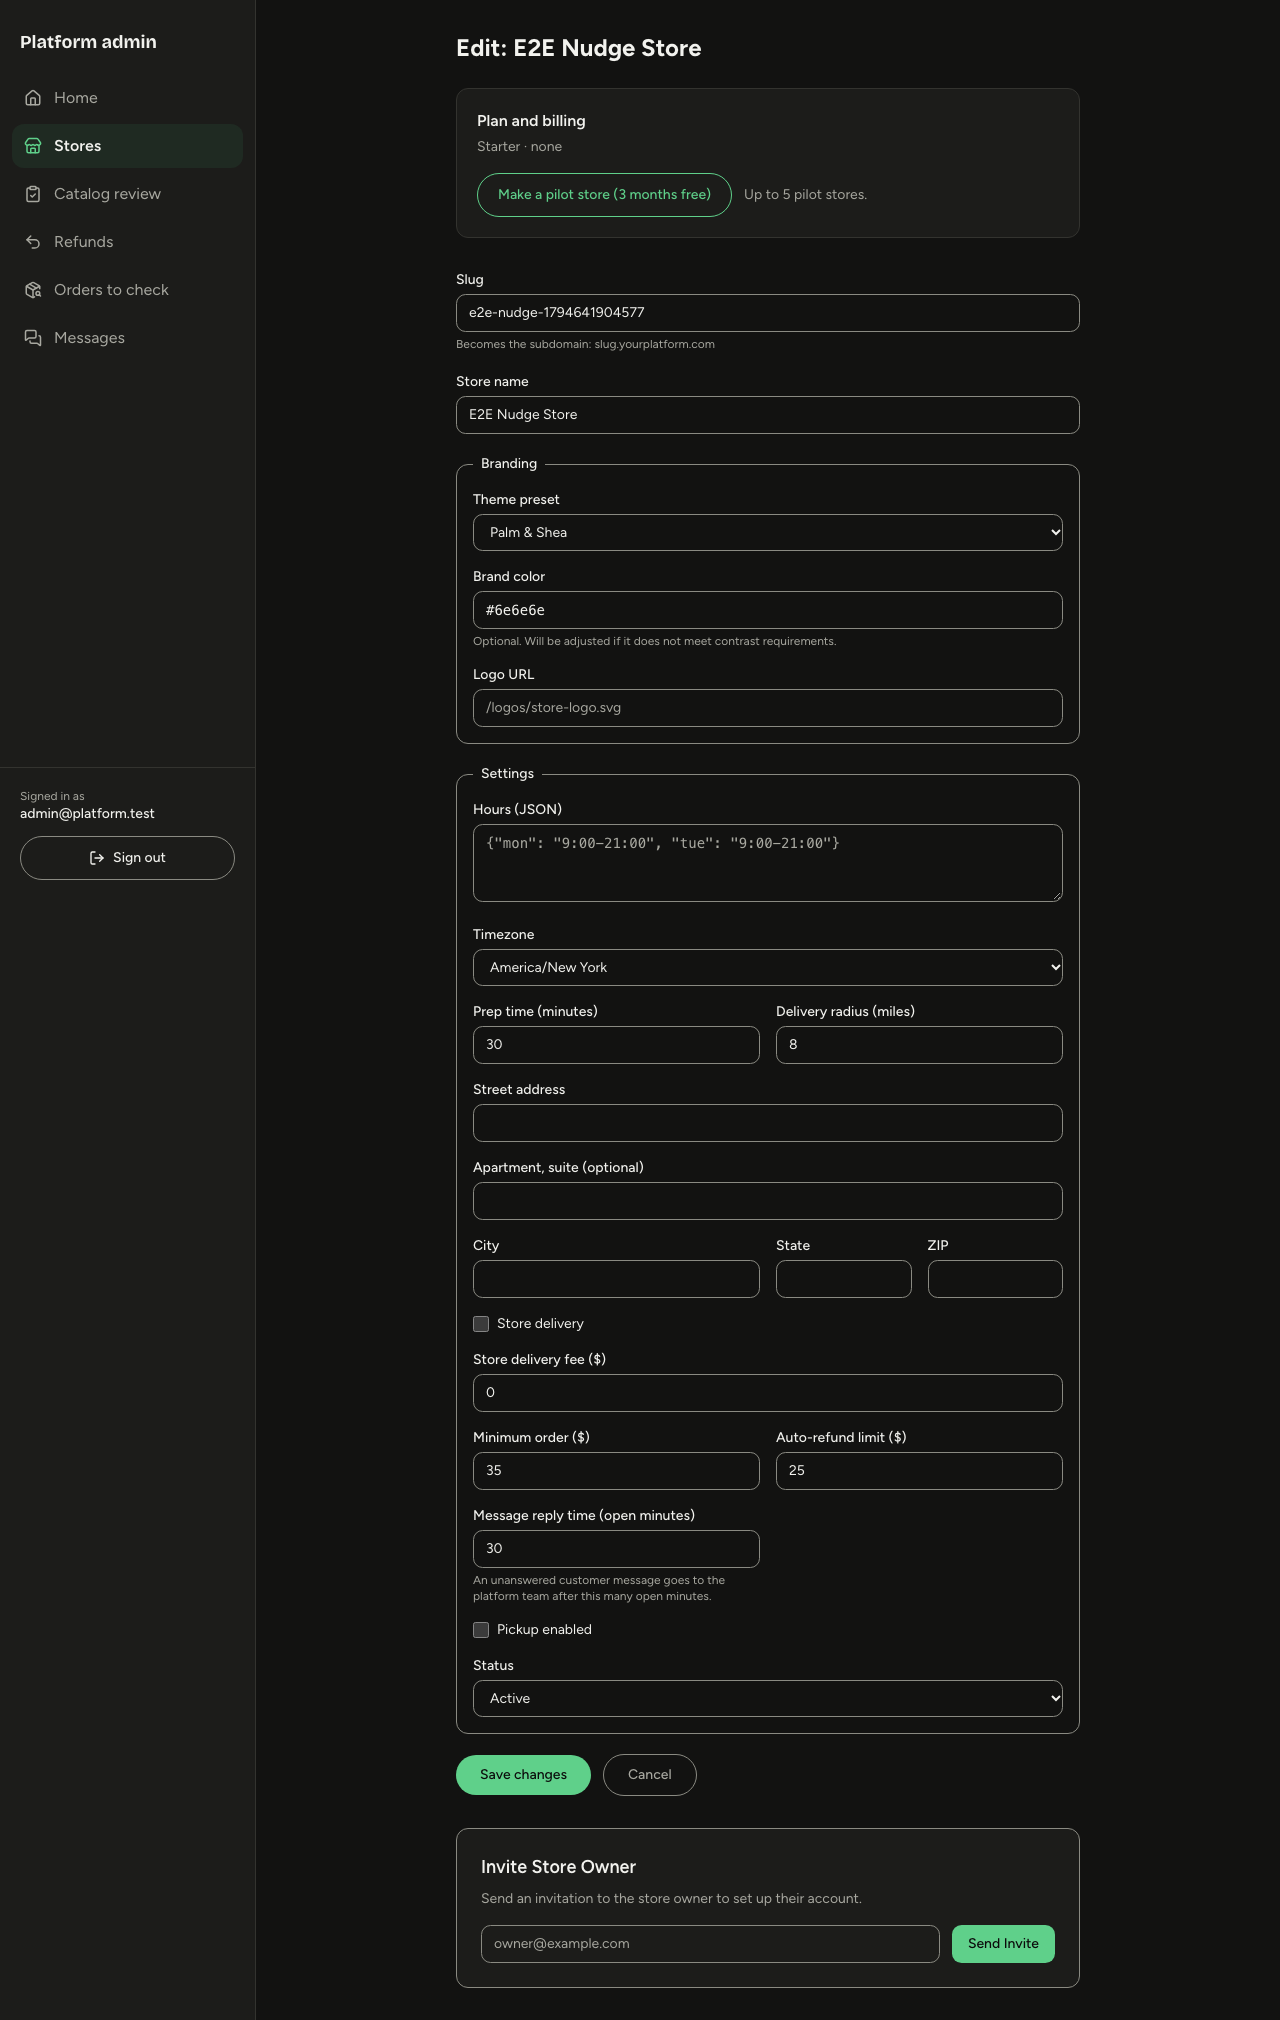 Platform admin
Home
Stores
Catalog review
Refunds
Orders to check
Messages
Signed in as
admin@platform.test
Sign out
Edit: E2E Nudge Store
Plan and billing
Starter · none
Make a pilot store (3 months free)
Up to 5 pilot stores.
Slug
e2e-nudge-1794641904577
Becomes the subdomain: slug.yourplatform.com
Store name
E2E Nudge Store
Branding
Theme preset
Palm & Shea
Brand color
#6e6e6e
Optional. Will be adjusted if it does not meet contrast requirements.
Logo URL
/logos/store-logo.svg
Settings
Hours (JSON)
{"mon": "9:00–21:00", "tue": "9:00–21:00"}
Timezone
America/New York
Prep time (minutes)
Delivery radius (miles)
30
8
Street address
Apartment, suite (optional)
City
State
ZIP
Store delivery
Store delivery fee ($)
0
Minimum order ($)
Auto-refund limit ($)
35
25
Message reply time (open minutes)
30
An unanswered customer message goes to the
platform team after this many open minutes.
Pickup enabled
Status
Active
Save changes
Cancel
Invite Store Owner
Send an invitation to the store owner to set up their account.
owner@example.com
Send Invite